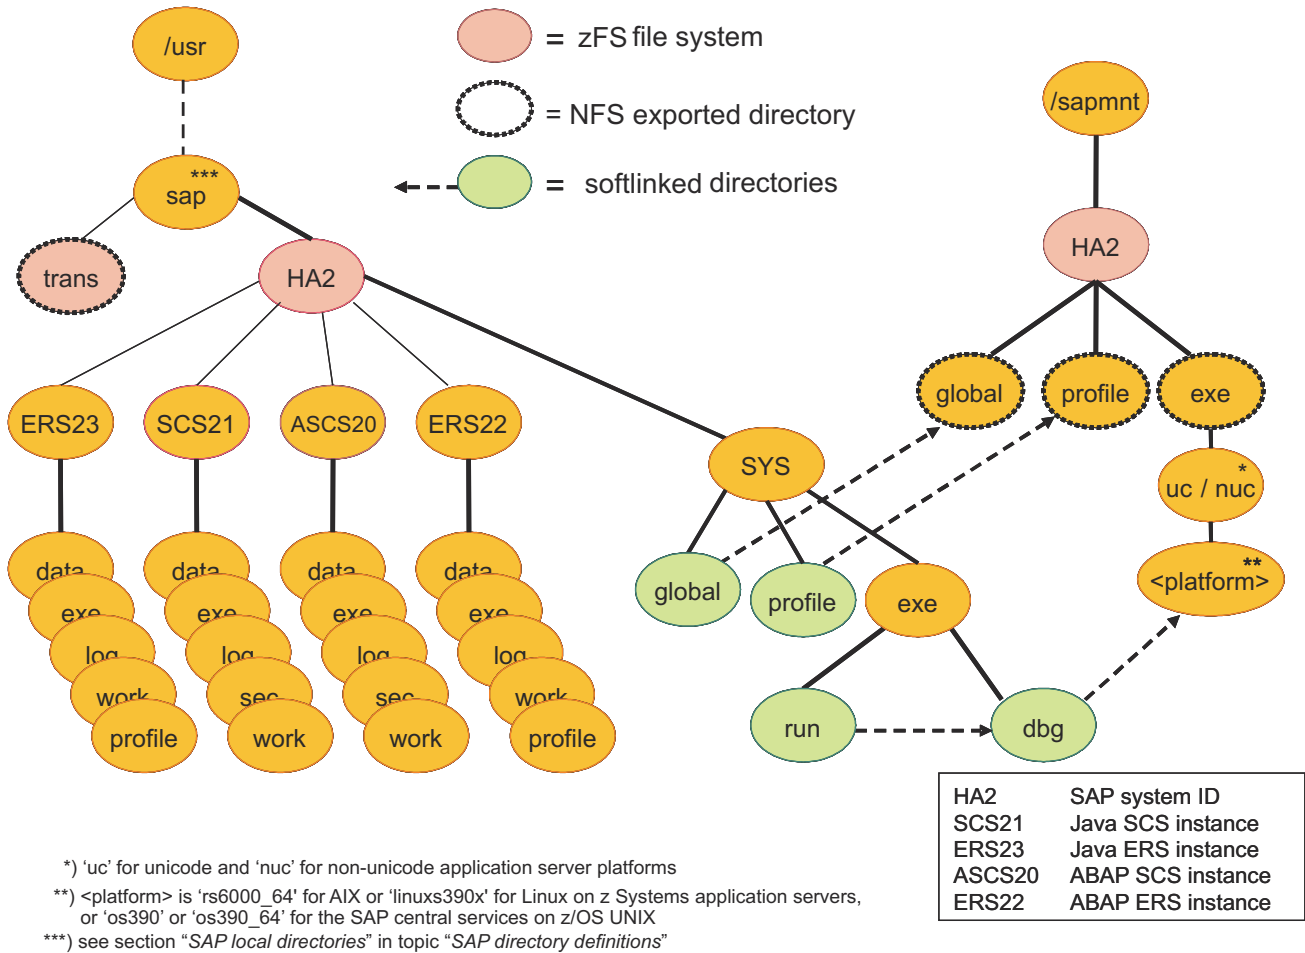 /usr
= zFS file system
= NFS exported directory
= softlinked directories
/sapmnt
sap ***
trans
HA2
HA2
global
profile
exe
ERS23
SCS21
ASCS20
ERS22
SYS
uc / nuc *
<platform> **
data
data
data
data
exe
exe
exe
exe
log
log
log
log
work
sec
sec
work
profile
work
work
profile
global
profile
exe
run
dbg
HA2 SAP system ID
SCS21 Java SCS instance
ERS23 Java ERS instance
ASCS20 ABAP SCS instance
ERS22 ABAP ERS instance
*) ‘uc’ for unicode and ‘nuc’ for non-unicode application server platforms
**) <platform> is ‘rs6000_64' for AIX or ‘linuxs390x’ for Linux on z Systems application servers,
or ‘os390’ or ‘os390_64’ for the SAP central services on z/OS UNIX
***) see section “SAP local directories” in topic “SAP directory definitions”